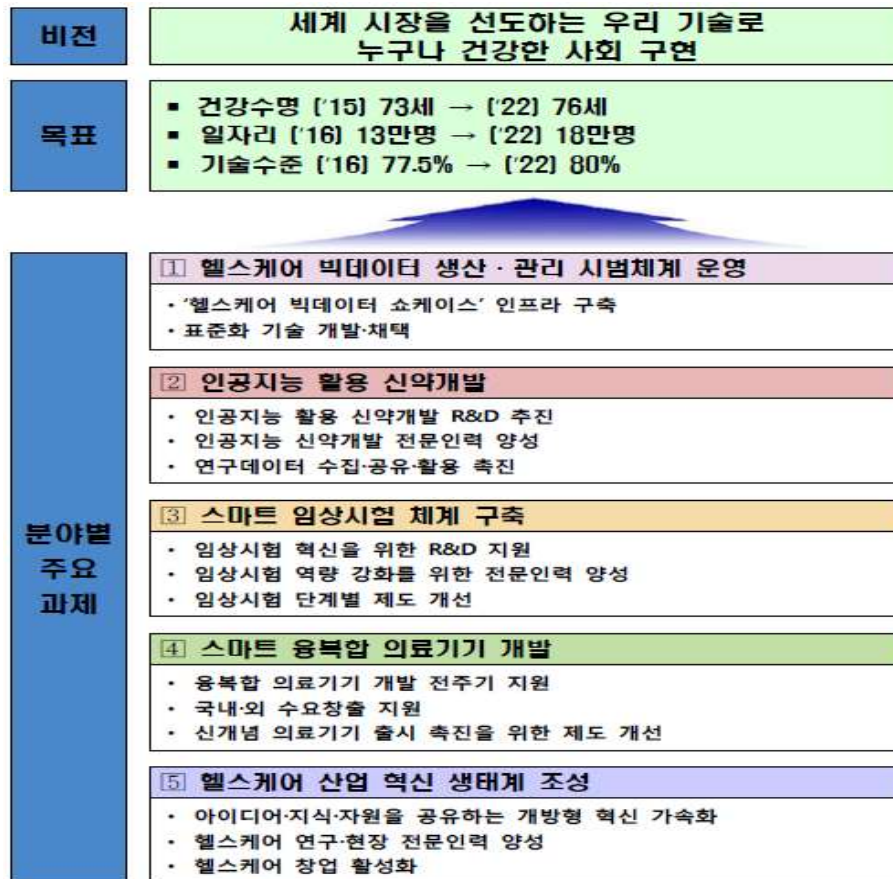 비전
세계 시장을 선도하는 우리 기술로
누구나 건강한 사회 구현
목표
▪ 건강수명 ('15) 73세 → ('22) 76세
▪ 일자리 ('16) 13만명 → ('22) 18만명
▪ 기술수준 ('16) 77.5% → ('22) 80%
분야별
주요
과제
1 헬스케어 빅데이터 생산·관리 시범체계 운영
· '헬스케어 빅데이터 쇼케이스' 인프라 구축
· 표준화 기술 개발·채택
2 인공지능 활용 신약개발
· 인공지능 활용 신약개발 R&D 추진
· 인공지능 신약개발 전문인력 양성
· 연구데이터 수집·공유·활용 촉진
3 스마트 임상시험 체계 구축
· 임상시험 혁신을 위한 R&D 지원
· 임상시험 역량 강화를 위한 전문인력 양성
· 임상시험 단계별 제도 개선
4 스마트 융복합 의료기기 개발
· 융복합 의료기기 개발 전주기 지원
· 국내·외 수요창출 지원
· 신개념 의료기기 출시 촉진을 위한 제도 개선
5 헬스케어 산업 혁신 생태계 조성
· 아이디어·지식·자원을 공유하는 개방형 혁신 가속화
· 헬스케어 연구·현장 전문인력 양성
· 헬스케어 창업 활성화